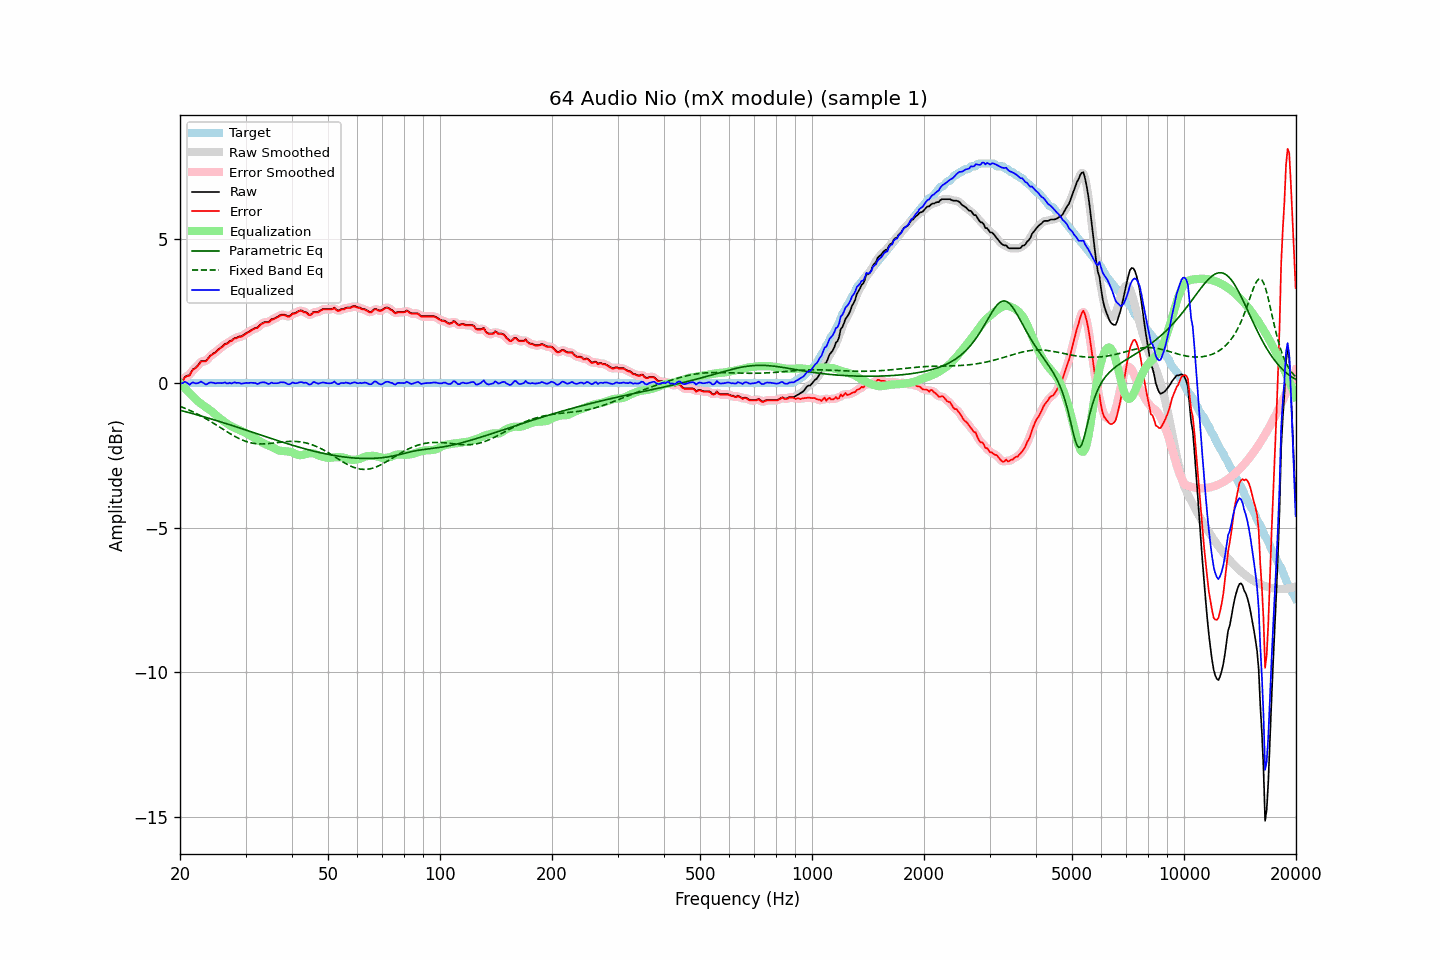 64 Audio Nio (mX module) (sample 1)
Target
Raw Smoothed
Error Smoothed
Raw
Error
Equalization
Parametric Eq
Fixed Band Eq
Equalized
5
0
−5
−10
−15
Amplitude (dBr)
20
50
100
200
500
1000
2000
5000
10000
20000
Frequency (Hz)